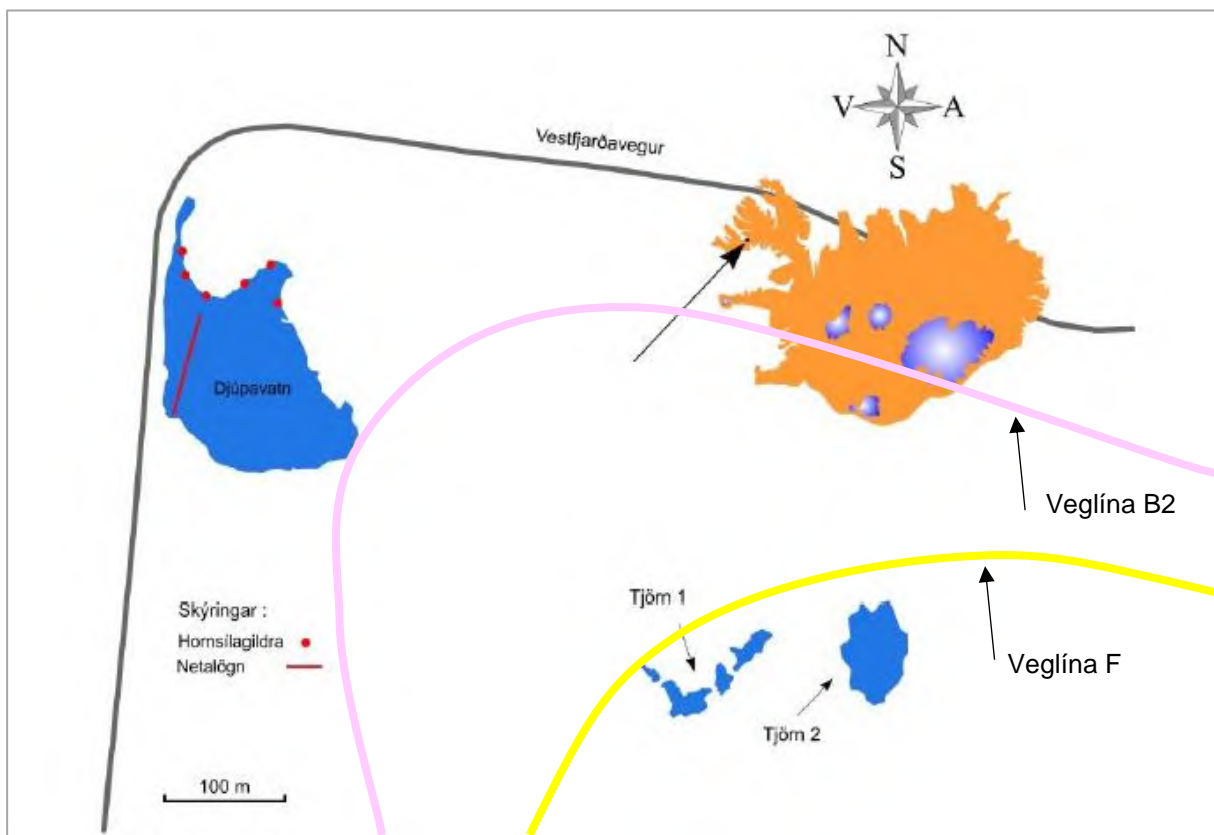 N
V A
S
Vestfjarðavegur
Djúpavatn
Veglína B2
Tjörn 1
Skýringar :
Hornsílagildra
Netalögn
Veglína F
Tjörn 2
100 m